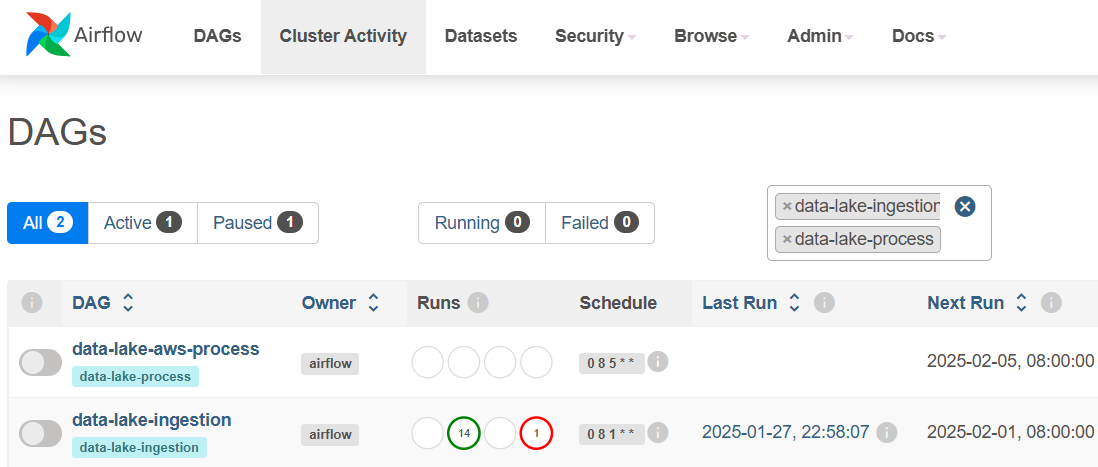 Airflow DAGs Cluster Activity Datasets Security Browse Admin Docs
DAGs
All 2 Active 1 Paused 1 Running 0 Failed 0
×data-lake-ingestion
×data-lake-process
i DAG Owner Runs i Schedule Last Run i Next Run i
data-lake-aws-process airflow 0 8 5 * * i 2025-02-05, 08:00:00
data-lake-process
data-lake-ingestion airflow 14 1 0 8 1 * * i 2025-01-27, 22:58:07 i 2025-02-01, 08:00:00
data-lake-ingestion